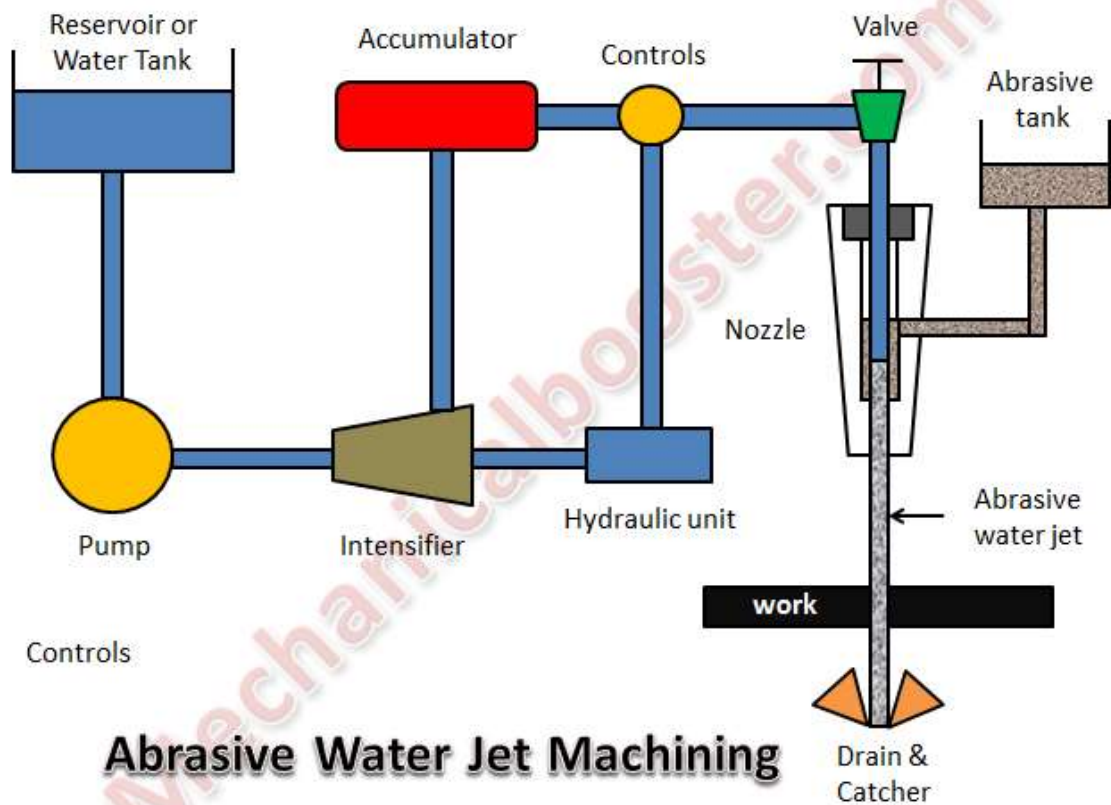 Reservoir or
Water Tank
Accumulator
Controls
Valve
Abrasive
tank
Nozzle
Pump
Intensifier
Hydraulic unit
Abrasive
water jet
work
Controls
Drain &
Catcher
Abrasive Water Jet Machining
Mechanicalbooster.com